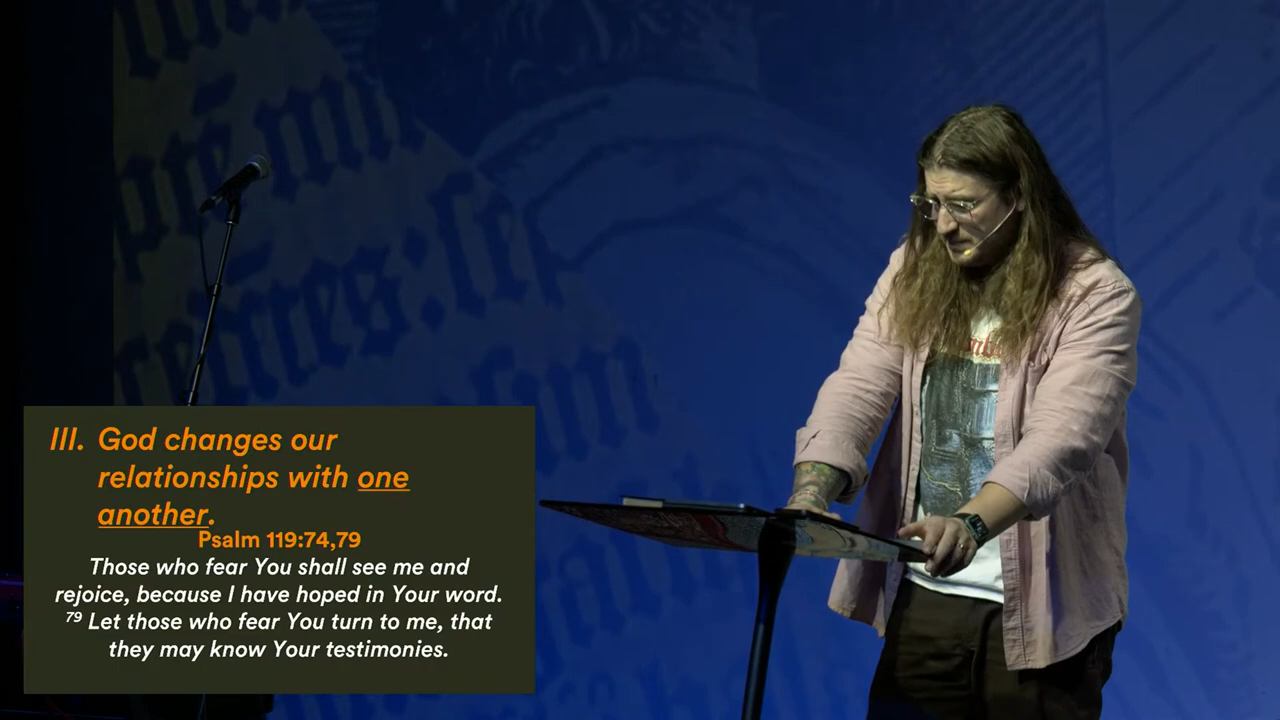 III. God changes our
relationships with one
another.
Psalm 119:74,79
Those who fear You shall see me and
rejoice, because I have hoped in Your word.
⁷⁹ Let those who fear You turn to me, that
they may know Your testimonies.